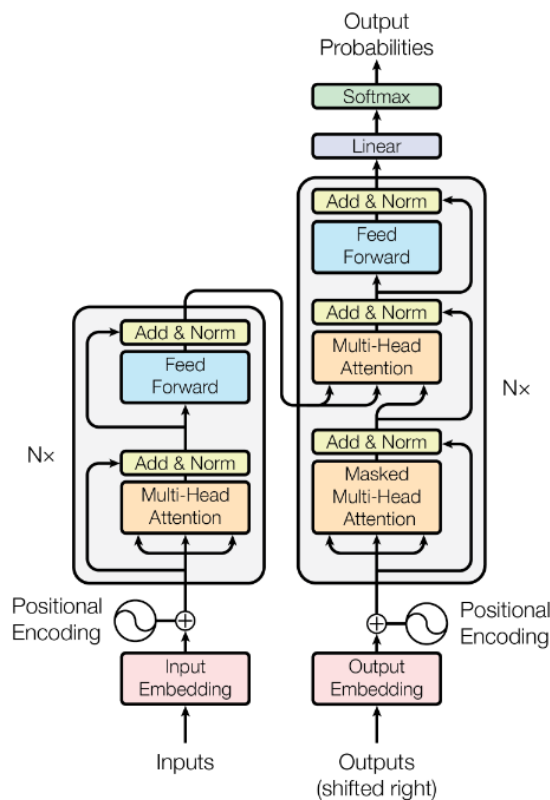 Output
Probabilities
Softmax
Linear
Add & Norm
Feed
Forward
Add & Norm
Multi-Head
Attention
Add & Norm
Masked
Multi-Head
Attention
N×
Add & Norm
Feed
Forward
N×
Add & Norm
Multi-Head
Attention
Positional
Encoding
Positional
Encoding
Input
Embedding
Output
Embedding
Inputs
Outputs
(shifted right)